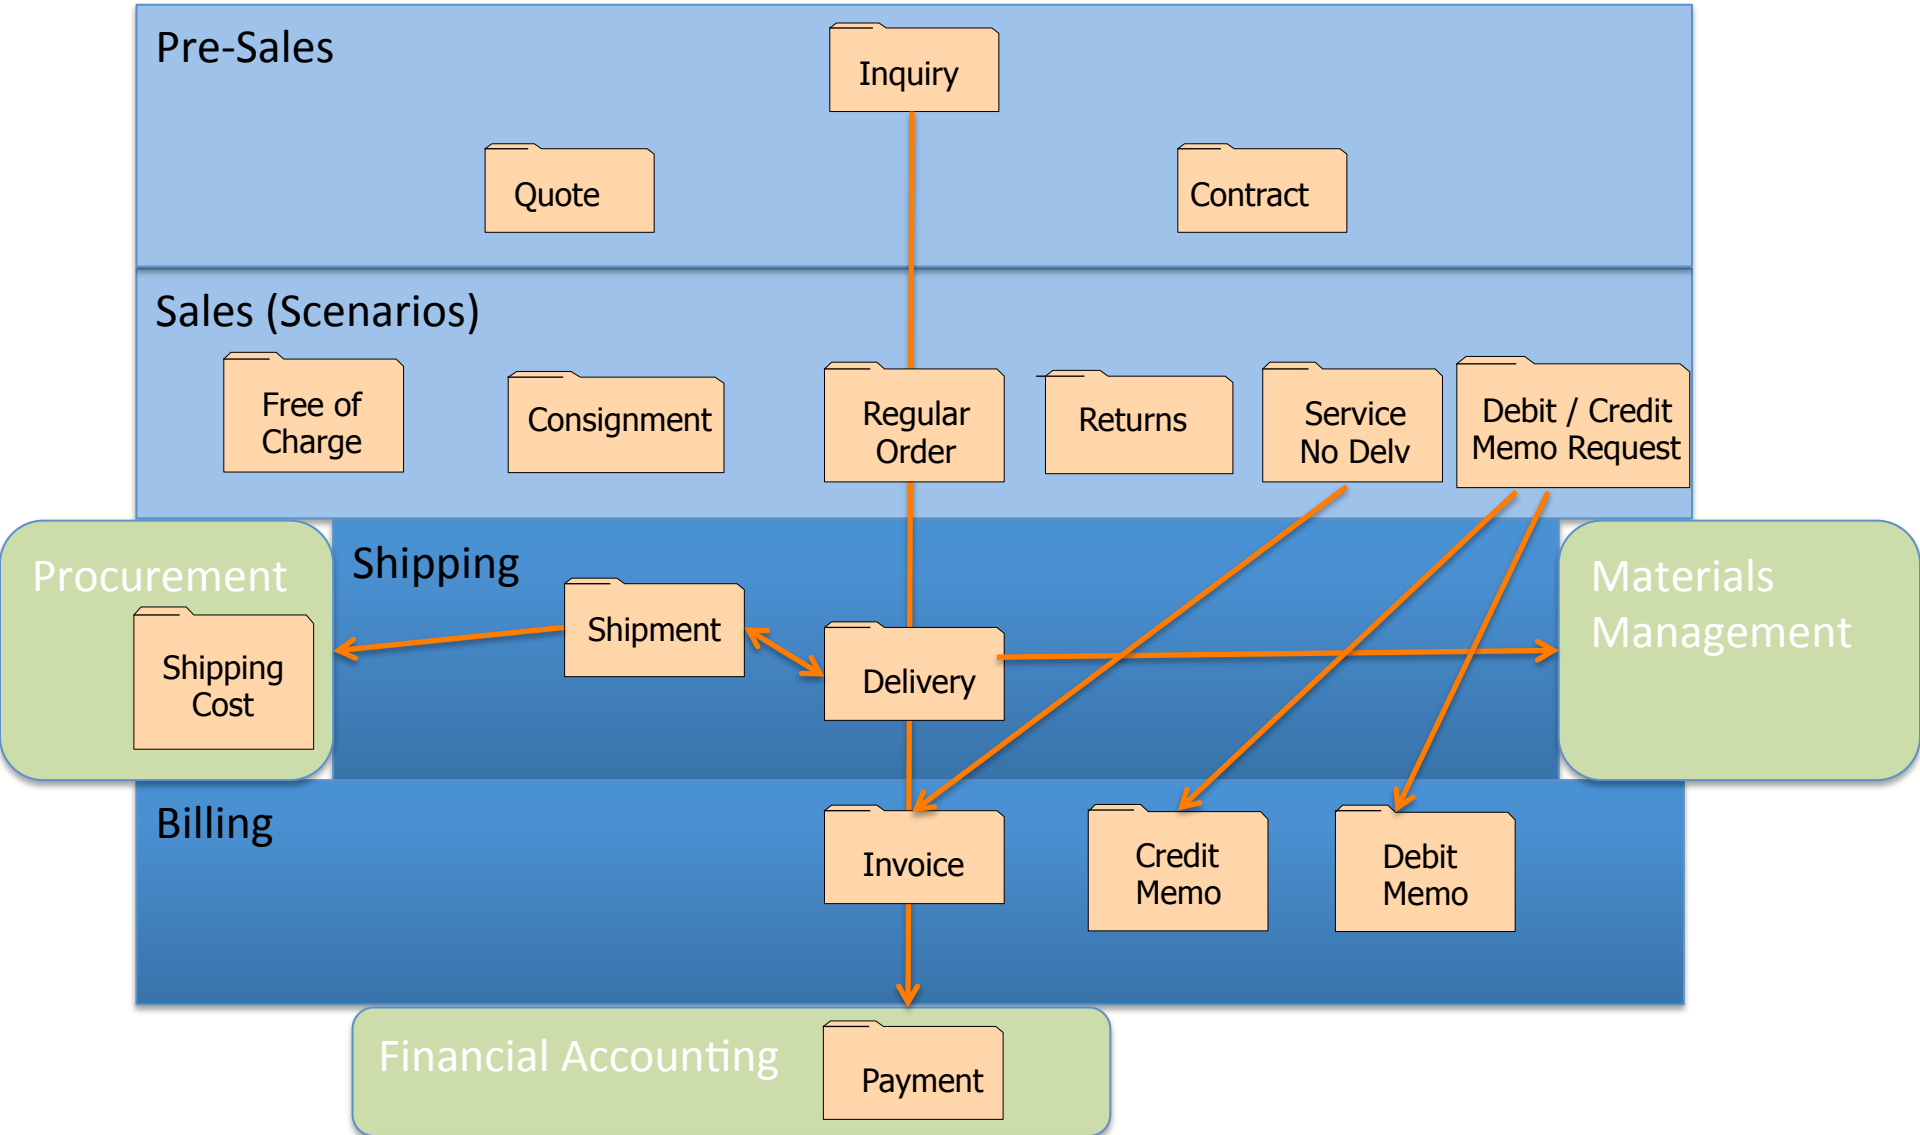 Pre-Sales
Inquiry
Quote
Contract
Sales (Scenarios)
Free of
Charge
Consignment
Regular
Order
Returns
Service
No Delv
Debit / Credit
Memo Request
Procurement
Shipping
Cost
Shipping
Shipment
Delivery
Materials
Management
Billing
Invoice
Credit
Memo
Debit
Memo
Financial Accounting
Payment